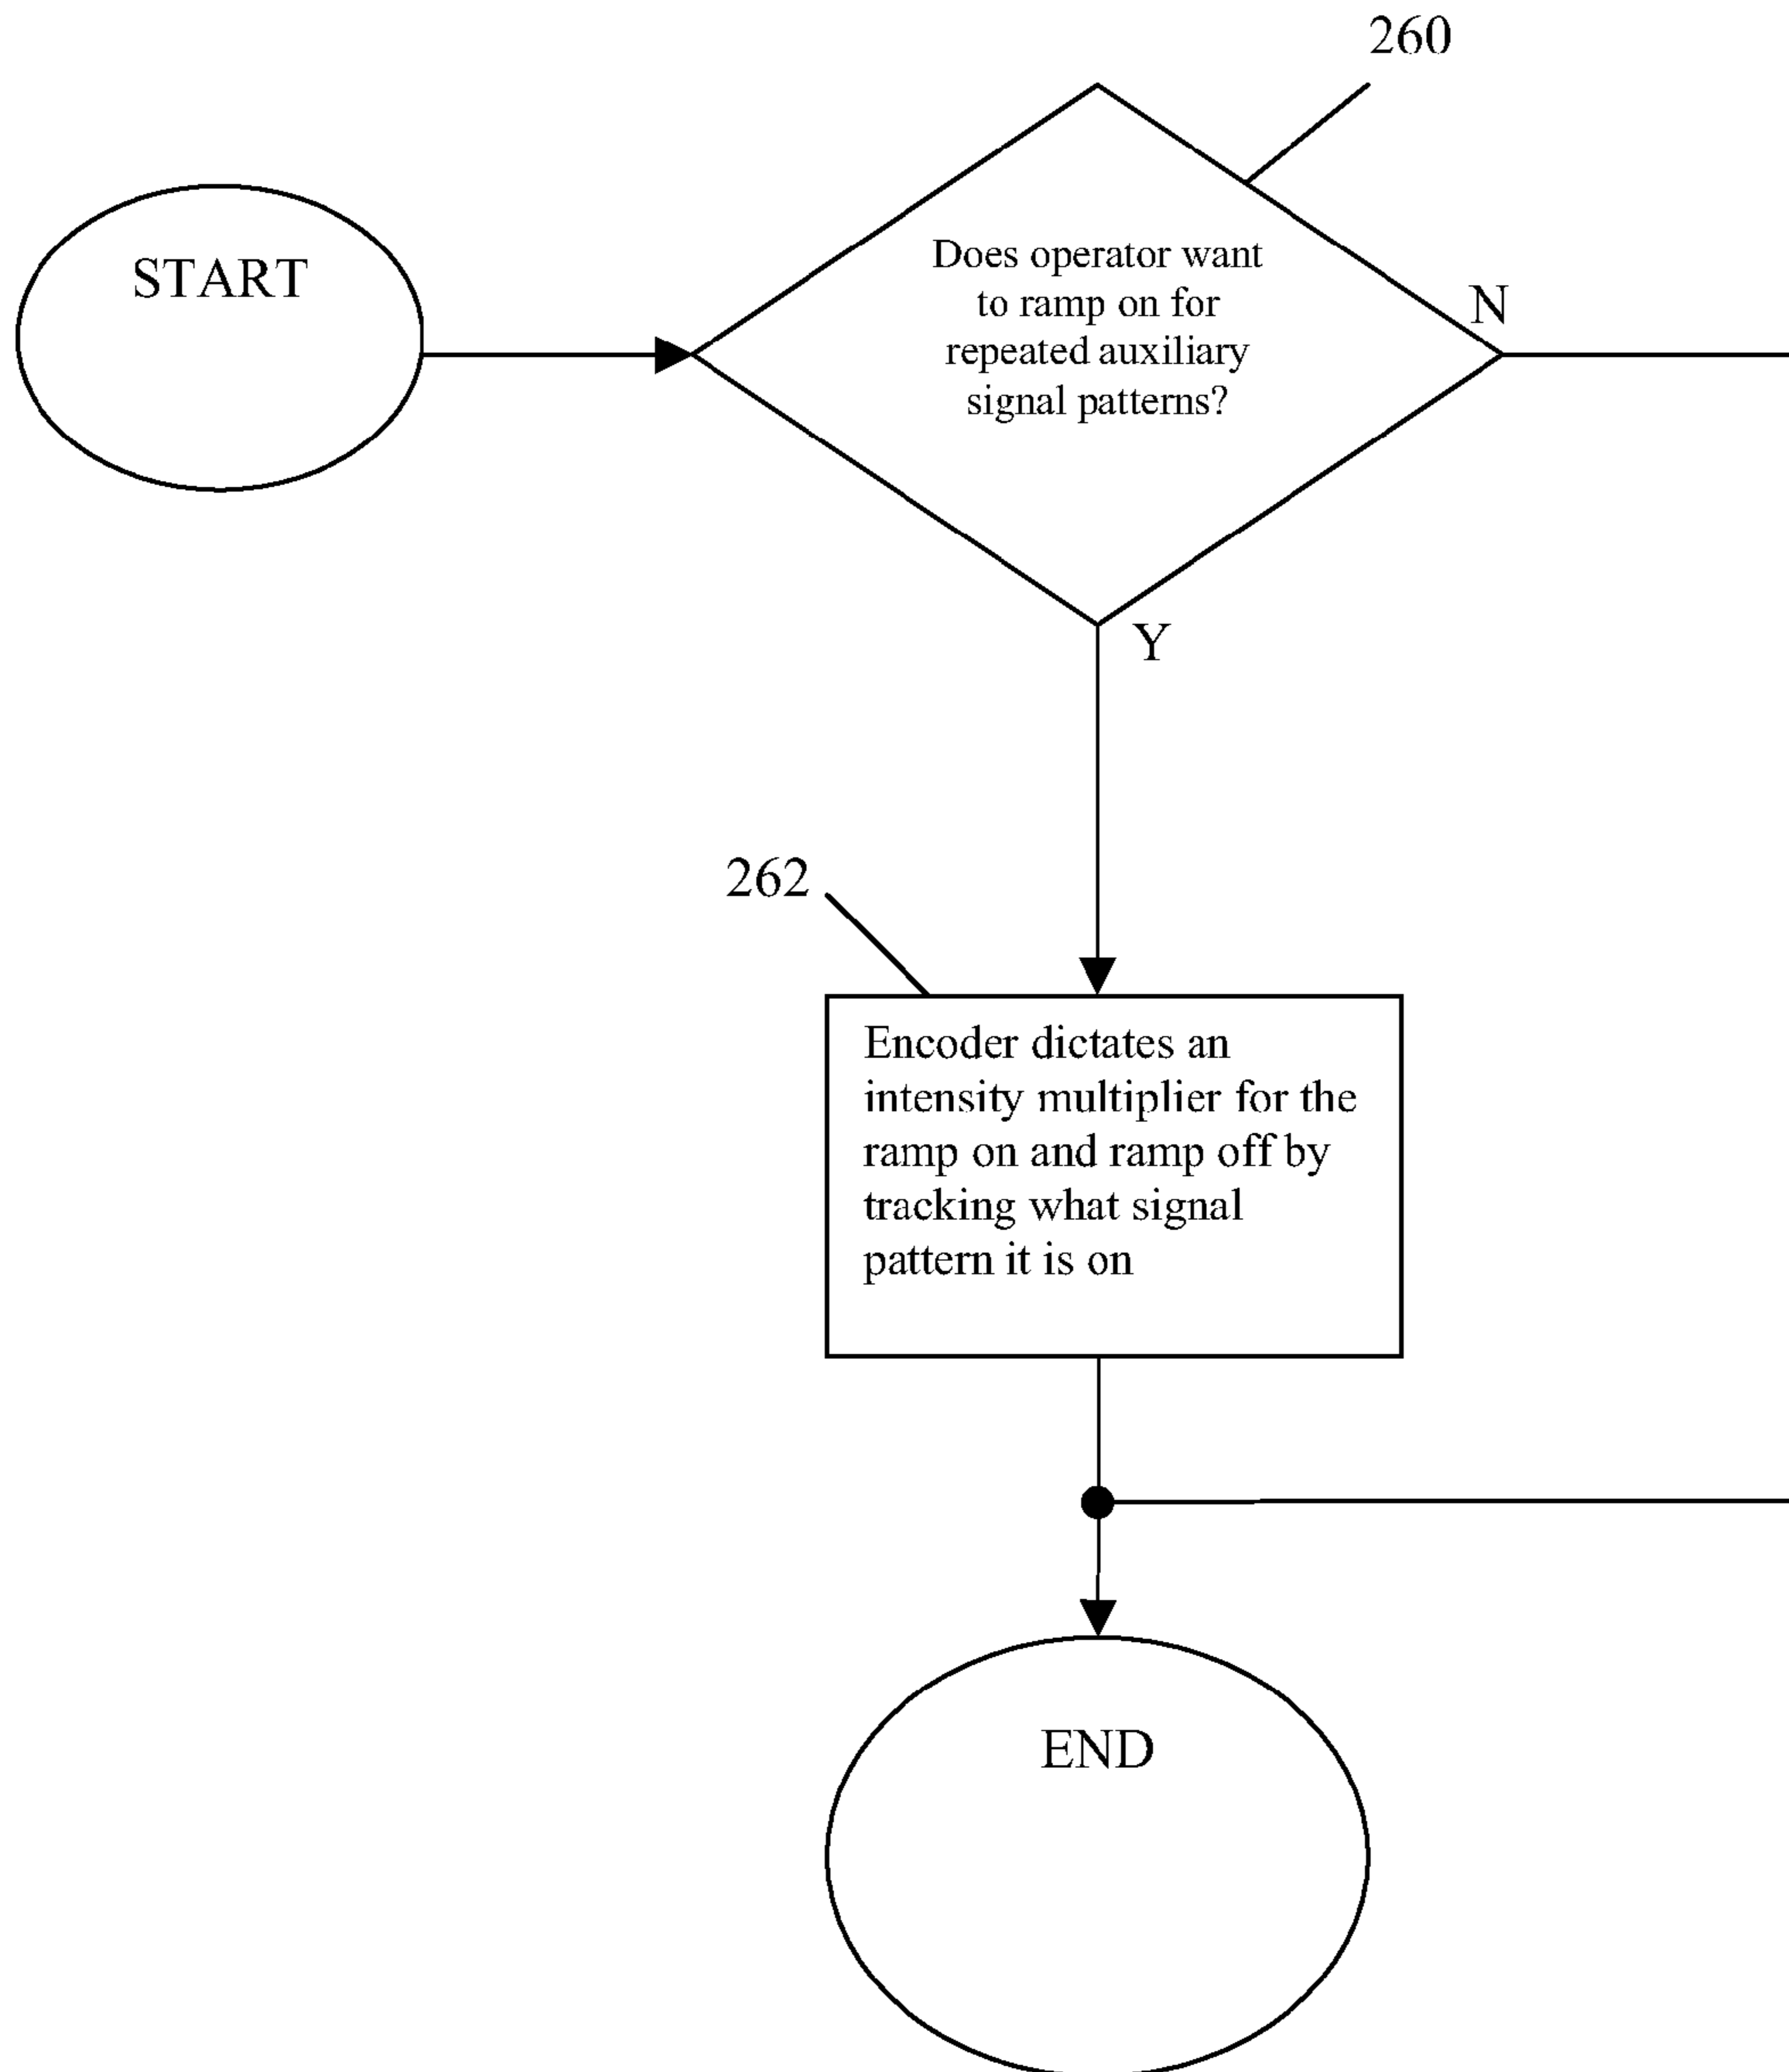 260
START
Does operator want
to ramp on for
repeated auxiliary
signal patterns?
N
Y
262
Encoder dictates an
intensity multiplier for the
ramp on and ramp off by
tracking what signal
pattern it is on
END